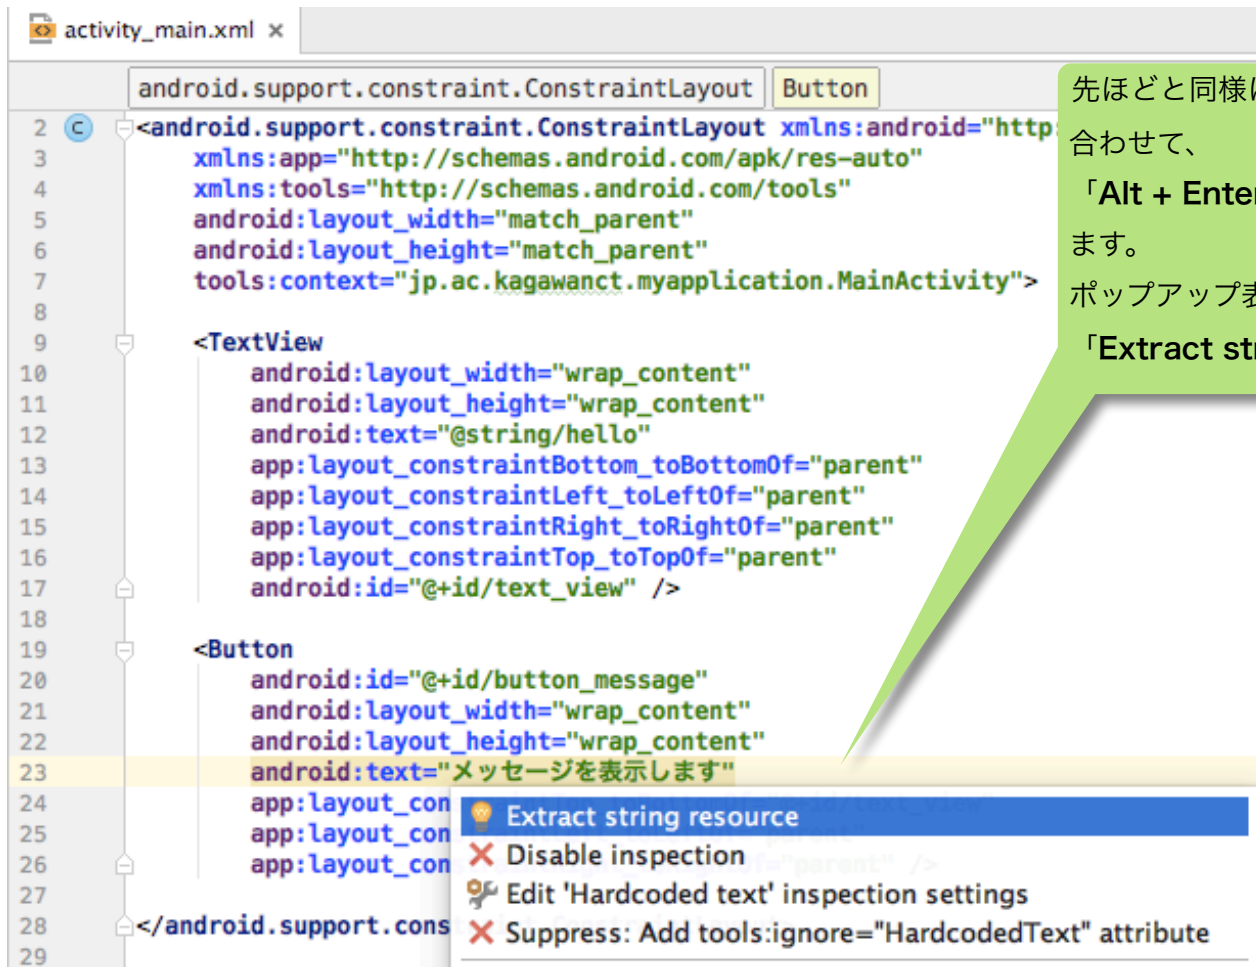 activity_main.xml ×
android.support.constraint.ConstraintLayout Button
2 C <android.support.constraint.ConstraintLayout xmlns:android="http:
3 xmlns:app="http://schemas.android.com/apk/res-auto"
4 xmlns:tools="http://schemas.android.com/tools"
5 android:layout_width="match_parent"
6 android:layout_height="match_parent"
7 tools:context="jp.ac.kagawanct.myapplication.MainActivity">
8
9 <TextView
10 android:layout_width="wrap_content"
11 android:layout_height="wrap_content"
12 android:text="@string/hello"
13 app:layout_constraintBottom_toBottomOf="parent"
14 app:layout_constraintLeft_toLeftOf="parent"
15 app:layout_constraintRight_toRightOf="parent"
16 app:layout_constraintTop_toTopOf="parent"
17 android:id="@+id/text_view" />
18
19 <Button
20 android:id="@+id/button_message"
21 android:layout_width="wrap_content"
22 android:layout_height="wrap_content"
23 android:text="メッセージを表示します"
24 app:layout_con
25 app:layout_con
26 app:layout_con
27
28 </android.support.cons
29
Extract string resource
Disable inspection
Edit 'Hardcoded text' inspection settings
Suppress: Add tools:ignore="HardcodedText" attribute
先ほどと同様
合わせて、
「Alt + Enter
ます。
ポップアップ
「Extract str